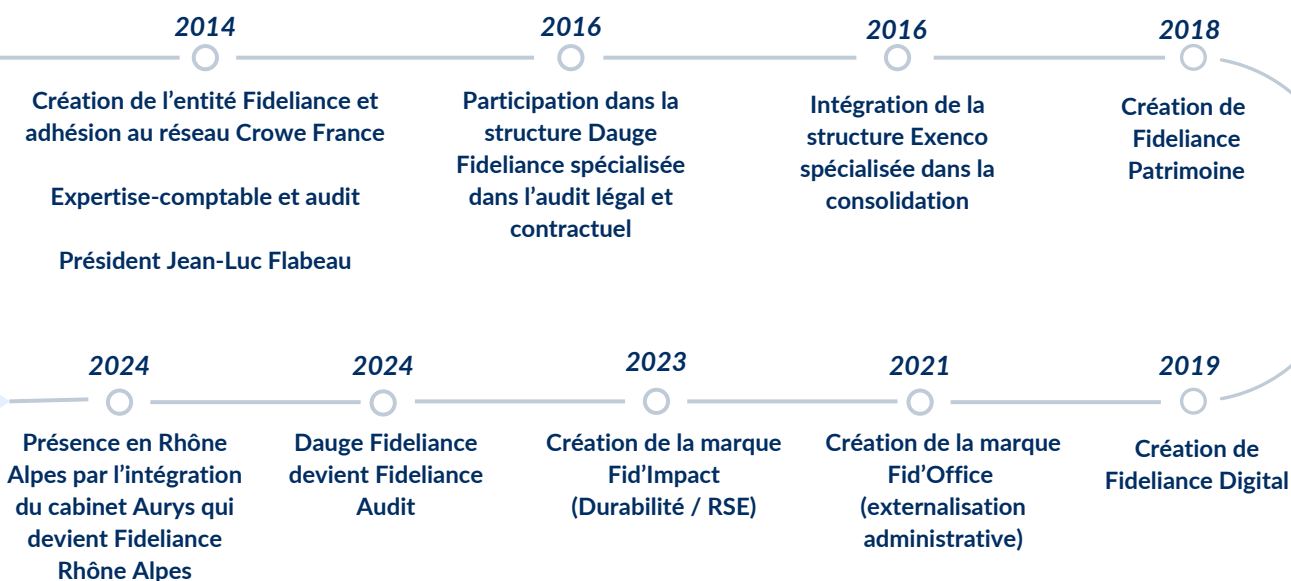 2014
Création de l’entité Fideliance et
adhésion au réseau Crowe France
Expertise-comptable et audit
Président Jean-Luc Flabeau
2016
Participation dans la
structure Dauge
Fideliance spécialisée
dans l’audit légal et
contractuel
2016
Intégration de la
structure Exenco
spécialisée dans la
consolidation
2018
Création de
Fideliance
Patrimoine
2019
Création de
Fideliance Digital
2021
Création de la marque
Fid’Office
(externalisation
administrative)
2023
Création de la marque
Fid’Impact
(Durabilité / RSE)
2024
Dauge Fideliance
devient Fideliance
Audit
2024
Présence en Rhône
Alpes par l’intégration
du cabinet Aurys qui
devient Fideliance
Rhône Alpes